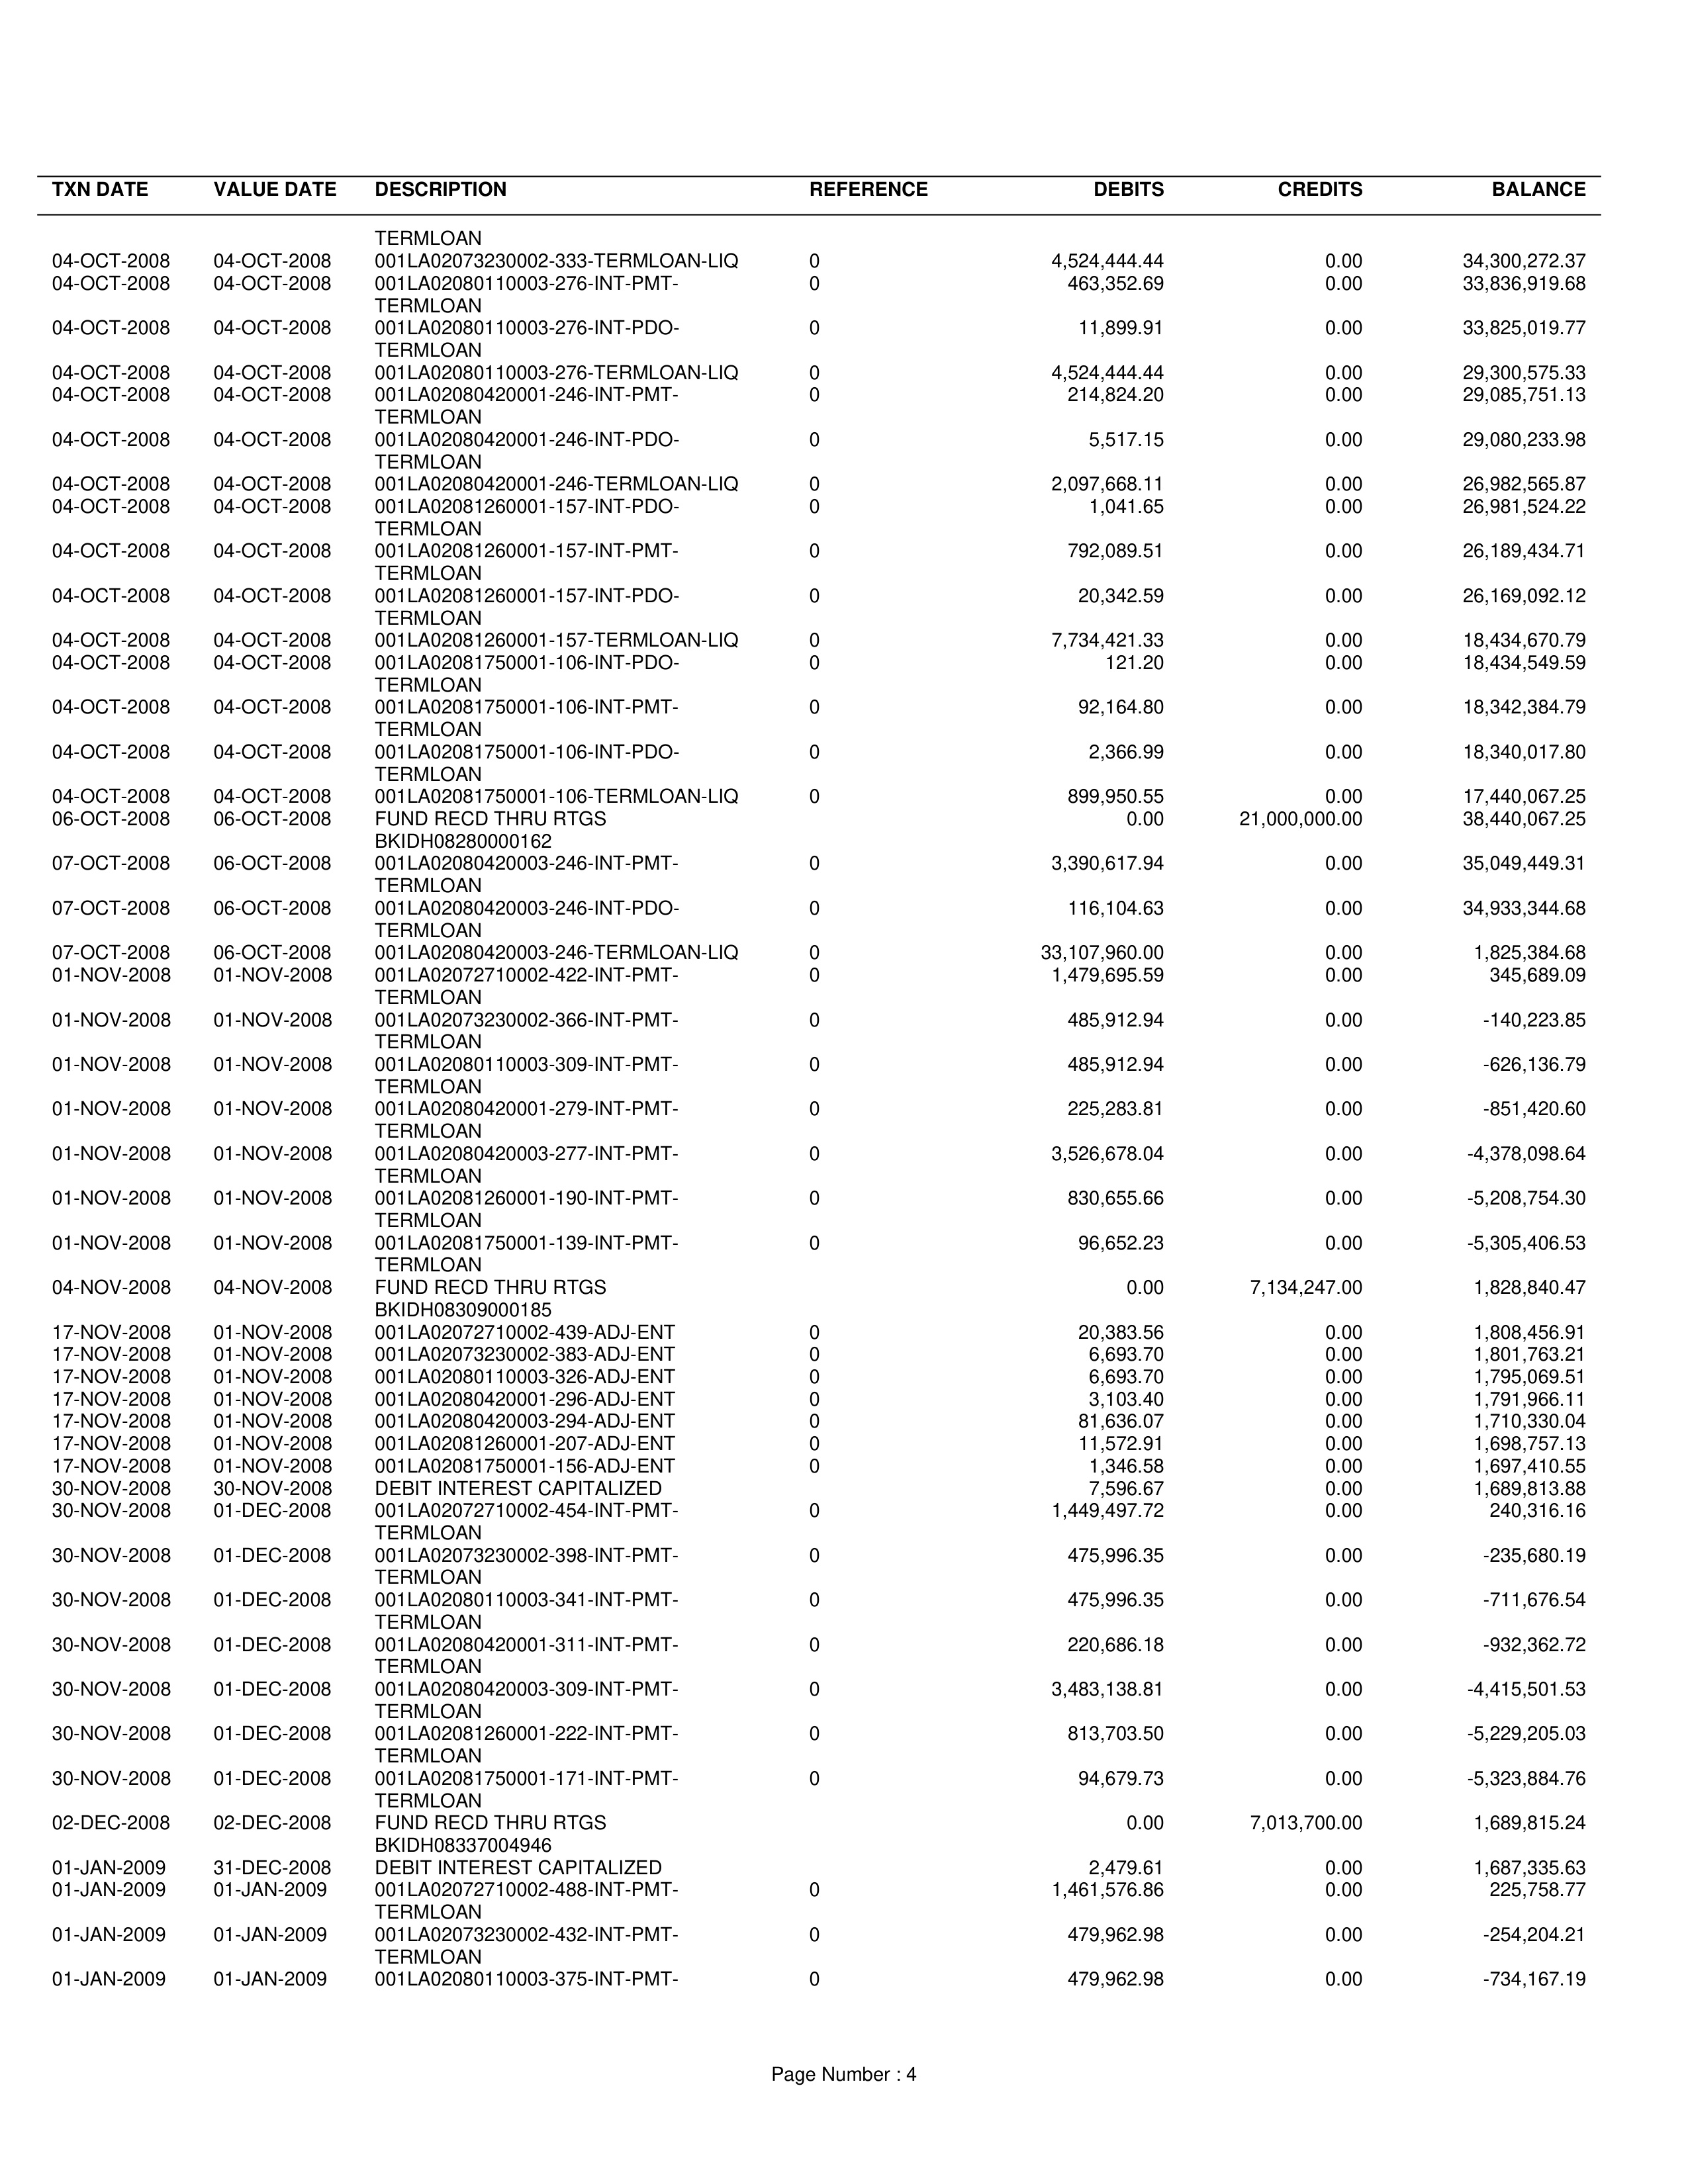 TXN DATE VALUE DATE DESCRIPTION REFERENCE DEBITS CREDITS BALANCE
TERMLOAN
04-OCT-2008 04-OCT-2008 001LA02073230002-333-TERMLOAN-LIQ 0 4,524,444.44 0.00 34,300,272.37
04-OCT-2008 04-OCT-2008 001LA02080110003-276-INT-PMT- 0 463,352.69 0.00 33,836,919.68
TERMLOAN
04-OCT-2008 04-OCT-2008 001LA02080110003-276-INT-PDO- 0 11,899.91 0.00 33,825,019.77
TERMLOAN
04-OCT-2008 04-OCT-2008 001LA02080110003-276-TERMLOAN-LIQ 0 4,524,444.44 0.00 29,300,575.33
04-OCT-2008 04-OCT-2008 001LA02080420001-246-INT-PMT- 0 214,824.20 0.00 29,085,751.13
TERMLOAN
04-OCT-2008 04-OCT-2008 001LA02080420001-246-INT-PDO- 0 5,517.15 0.00 29,080,233.98
TERMLOAN
04-OCT-2008 04-OCT-2008 001LA02080420001-246-TERMLOAN-LIQ 0 2,097,668.11 0.00 26,982,565.87
04-OCT-2008 04-OCT-2008 001LA02081260001-157-INT-PDO- 0 1,041.65 0.00 26,981,524.22
TERMLOAN
04-OCT-2008 04-OCT-2008 001LA02081260001-157-INT-PMT- 0 792,089.51 0.00 26,189,434.71
TERMLOAN
04-OCT-2008 04-OCT-2008 001LA02081260001-157-INT-PDO- 0 20,342.59 0.00 26,169,092.12
TERMLOAN
04-OCT-2008 04-OCT-2008 001LA02081260001-157-TERMLOAN-LIQ 0 7,734,421.33 0.00 18,434,670.79
04-OCT-2008 04-OCT-2008 001LA02081750001-106-INT-PDO- 0 121.20 0.00 18,434,549.59
TERMLOAN
04-OCT-2008 04-OCT-2008 001LA02081750001-106-INT-PMT- 0 92,164.80 0.00 18,342,384.79
TERMLOAN
04-OCT-2008 04-OCT-2008 001LA02081750001-106-INT-PDO- 0 2,366.99 0.00 18,340,017.80
TERMLOAN
04-OCT-2008 04-OCT-2008 001LA02081750001-106-TERMLOAN-LIQ 0 899,950.55 0.00 17,440,067.25
06-OCT-2008 06-OCT-2008 FUND RECD THRU RTGS 0.00 21,000,000.00 38,440,067.25
BKIDH08280000162
07-OCT-2008 06-OCT-2008 001LA02080420003-246-INT-PMT- 0 3,390,617.94 0.00 35,049,449.31
TERMLOAN
07-OCT-2008 06-OCT-2008 001LA02080420003-246-INT-PDO- 0 116,104.63 0.00 34,933,344.68
TERMLOAN
07-OCT-2008 06-OCT-2008 001LA02080420003-246-TERMLOAN-LIQ 0 33,107,960.00 0.00 1,825,384.68
01-NOV-2008 01-NOV-2008 001LA02072710002-422-INT-PMT- 0 1,479,695.59 0.00 345,689.09
TERMLOAN
01-NOV-2008 01-NOV-2008 001LA02073230002-366-INT-PMT- 0 485,912.94 0.00 -140,223.85
TERMLOAN
01-NOV-2008 01-NOV-2008 001LA02080110003-309-INT-PMT- 0 485,912.94 0.00 -626,136.79
TERMLOAN
01-NOV-2008 01-NOV-2008 001LA02080420001-279-INT-PMT- 0 225,283.81 0.00 -851,420.60
TERMLOAN
01-NOV-2008 01-NOV-2008 001LA02080420003-277-INT-PMT- 0 3,526,678.04 0.00 -4,378,098.64
TERMLOAN
01-NOV-2008 01-NOV-2008 001LA02081260001-190-INT-PMT- 0 830,655.66 0.00 -5,208,754.30
TERMLOAN
01-NOV-2008 01-NOV-2008 001LA02081750001-139-INT-PMT- 0 96,652.23 0.00 -5,305,406.53
TERMLOAN
04-NOV-2008 04-NOV-2008 FUND RECD THRU RTGS 0.00 7,134,247.00 1,828,840.47
BKIDH08309000185
17-NOV-2008 01-NOV-2008 001LA02072710002-439-ADJ-ENT 0 20,383.56 0.00 1,808,456.91
17-NOV-2008 01-NOV-2008 001LA02073230002-383-ADJ-ENT 0 6,693.70 0.00 1,801,763.21
17-NOV-2008 01-NOV-2008 001LA02080110003-326-ADJ-ENT 0 6,693.70 0.00 1,795,069.51
17-NOV-2008 01-NOV-2008 001LA02080420001-296-ADJ-ENT 0 3,103.40 0.00 1,791,966.11
17-NOV-2008 01-NOV-2008 001LA02080420003-294-ADJ-ENT 0 81,636.07 0.00 1,710,330.04
17-NOV-2008 01-NOV-2008 001LA02081260001-207-ADJ-ENT 0 11,572.91 0.00 1,698,757.13
17-NOV-2008 01-NOV-2008 001LA02081750001-156-ADJ-ENT 0 1,346.58 0.00 1,697,410.55
30-NOV-2008 30-NOV-2008 DEBIT INTEREST CAPITALIZED 7,596.67 0.00 1,689,813.88
30-NOV-2008 01-DEC-2008 001LA02072710002-454-INT-PMT- 0 1,449,497.72 0.00 240,316.16
TERMLOAN
30-NOV-2008 01-DEC-2008 001LA02073230002-398-INT-PMT- 0 475,996.35 0.00 -235,680.19
TERMLOAN
30-NOV-2008 01-DEC-2008 001LA02080110003-341-INT-PMT- 0 475,996.35 0.00 -711,676.54
TERMLOAN
30-NOV-2008 01-DEC-2008 001LA02080420001-311-INT-PMT- 0 220,686.18 0.00 -932,362.72
TERMLOAN
30-NOV-2008 01-DEC-2008 001LA02080420003-309-INT-PMT- 0 3,483,138.81 0.00 -4,415,501.53
TERMLOAN
30-NOV-2008 01-DEC-2008 001LA02081260001-222-INT-PMT- 0 813,703.50 0.00 -5,229,205.03
TERMLOAN
30-NOV-2008 01-DEC-2008 001LA02081750001-171-INT-PMT- 0 94,679.73 0.00 -5,323,884.76
TERMLOAN
02-DEC-2008 02-DEC-2008 FUND RECD THRU RTGS 0.00 7,013,700.00 1,689,815.24
BKIDH08337004946
01-JAN-2009 31-DEC-2008 DEBIT INTEREST CAPITALIZED 2,479.61 0.00 1,687,335.63
01-JAN-2009 01-JAN-2009 001LA02072710002-488-INT-PMT- 0 1,461,576.86 0.00 225,758.77
TERMLOAN
01-JAN-2009 01-JAN-2009 001LA02073230002-432-INT-PMT- 0 479,962.98 0.00 -254,204.21
TERMLOAN
01-JAN-2009 01-JAN-2009 001LA02080110003-375-INT-PMT- 0 479,962.98 0.00 -734,167.19
Page Number : 4